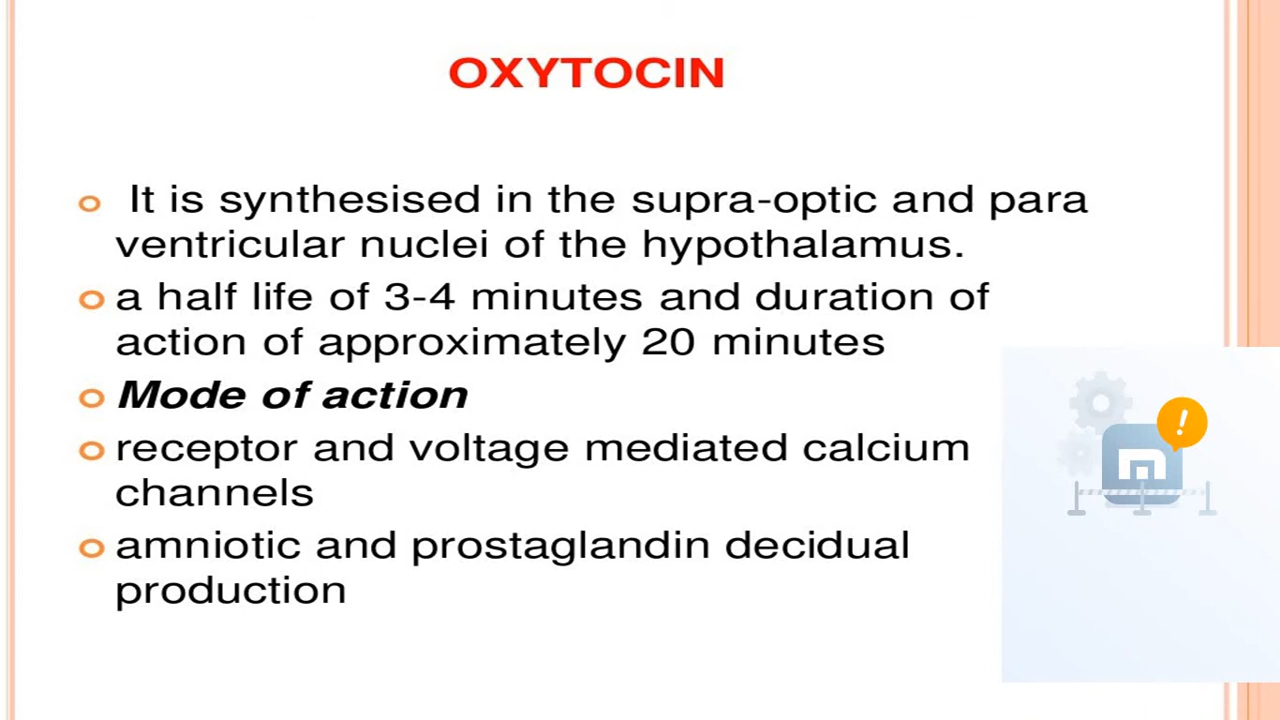 OXYTOCIN
It is synthesised in the supra-optic and para
ventricular nuclei of the hypothalamus.
a half life of 3-4 minutes and duration of
action of approximately 20 minutes
Mode of action
receptor and voltage mediated calcium
channels
amniotic and prostaglandin decidual
production